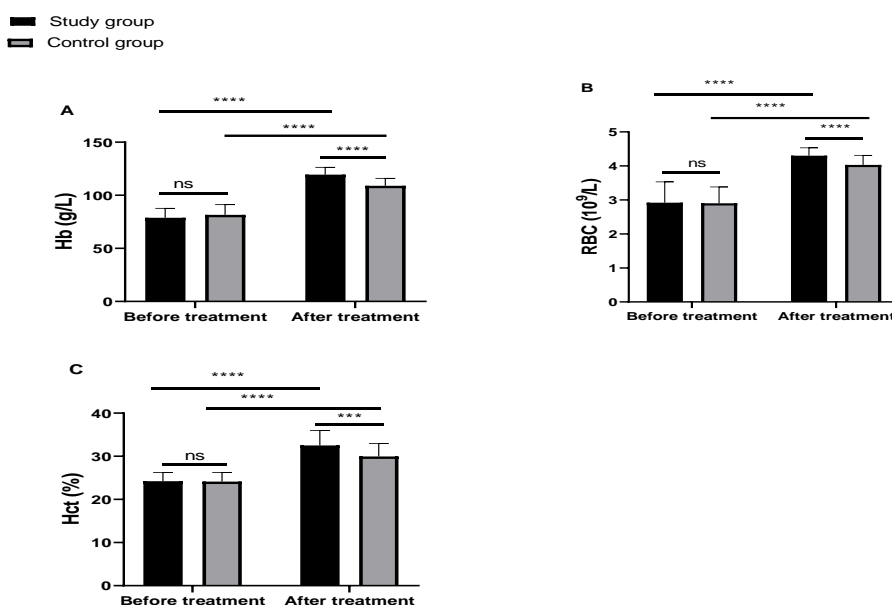 Study group
Control group
A
****
****
****
ns
150
100
50
0
Hb (g/L)
Before treatment
After treatment
B
****
****
****
ns
5
4
3
2
1
0
RBC (10⁹/L)
Before treatment
After treatment
C
****
****
***
ns
40
30
20
10
0
Hct (%)
Before treatment
After treatment